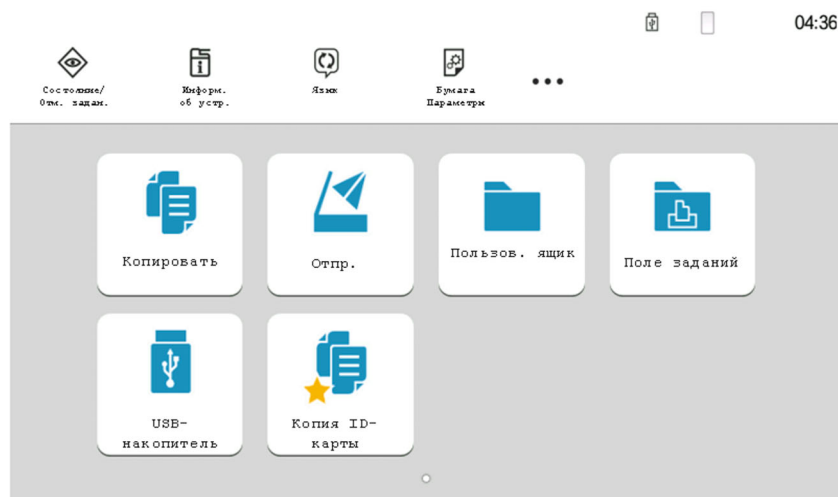 04:36
Состояние/
Отм. задан.
Информ.
об устр.
Язык
Бумага
Параметры
Копировать
Отпр.
Пользов. ящик
Поле заданий
USB-
накопитель
Копия ID-
карты